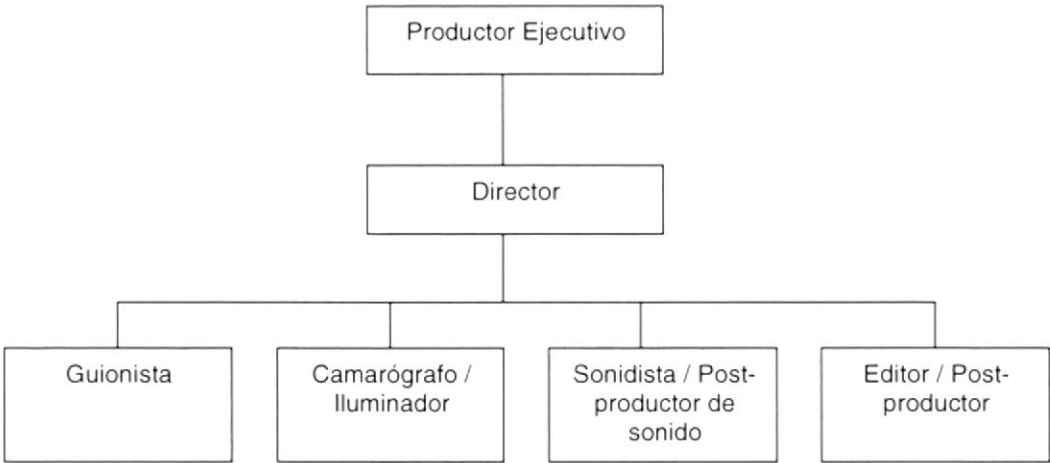 Productor Ejecutivo
Director
Guionista
Camarógrafo /
Iluminador
Sonidista / Post-
productor de
sonido
Editor / Post-
productor